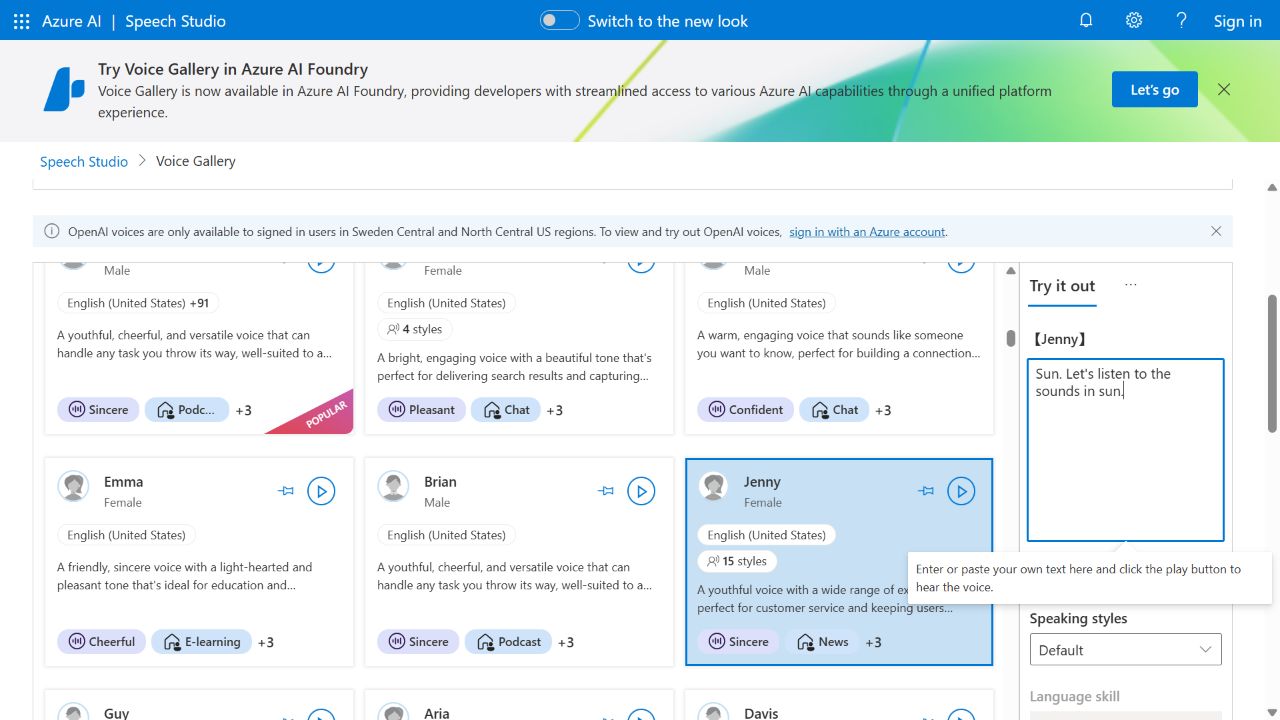 Azure AI | Speech Studio
Switch to the new look
Sign in
Try Voice Gallery in Azure AI Foundry
Voice Gallery is now available in Azure AI Foundry, providing developers with streamlined access to various Azure AI capabilities through a unified platform
experience.
Let's go
Speech Studio > Voice Gallery
OpenAI voices are only available to signed in users in Sweden Central and North Central US regions. To view and try out OpenAI voices, sign in with an Azure account.
Male
English (United States) +91
A youthful, cheerful, and versatile voice that can
handle any task you throw its way, well-suited to a...
Sincere
Podc...
+3
POPULAR
Female
English (United States)
4 styles
A bright, engaging voice with a beautiful tone that's
perfect for delivering search results and capturing...
Pleasant
Chat
+3
Male
English (United States)
A warm, engaging voice that sounds like someone
you want to know, perfect for building a connection...
Confident
Chat
+3
Emma
Female
English (United States)
A friendly, sincere voice with a light-hearted and
pleasant tone that's ideal for education and...
Cheerful
E-learning
+3
Brian
Male
English (United States)
A youthful, cheerful, and versatile voice that can
handle any task you throw its way, well-suited to a...
Sincere
Podcast
+3
Jenny
Female
English (United States)
15 styles
A youthful voice with a wide range of
perfect for customer service and keeping users...
Sincere
News
+3
Guy
Aria
Davis
Try it out
...
【Jenny】
Sun. Let's listen to the
sounds in sun.
Enter or paste your own text here and click the play button to
hear the voice.
Speaking styles
Default
Language skill